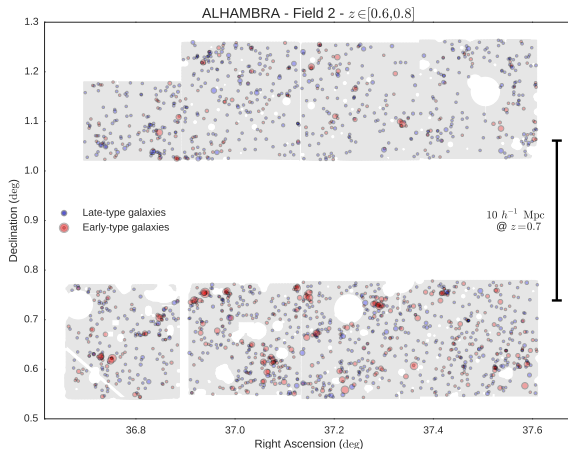 ALHAMBRA - Field 2 - z∈[0.6,0.8]
1.3
1.2
1.1
1.0
0.9
0.8
0.7
0.6
0.5
Declination (deg)
Late-type galaxies
Early-type galaxies
10 h⁻¹ Mpc
@ z=0.7
36.8 37.0 37.2 37.4 37.6
Right Ascension (deg)